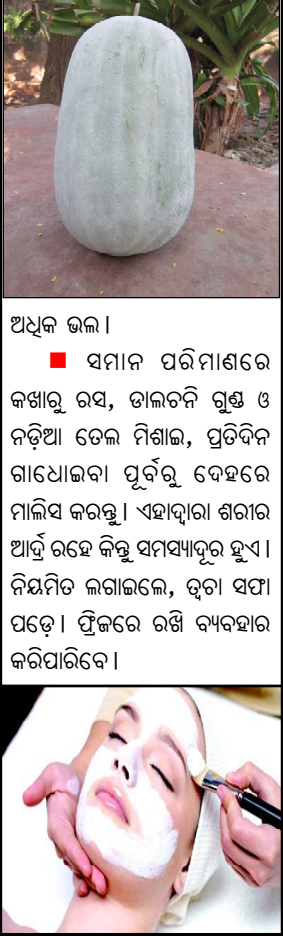 ଅଧିକ ଭଲ।
ସମାନ ପରିମାଣରେ
କଖାରୁ ରସ, ଡାଲଚନି ଗୁଣ୍ଡ ଓ
ନଡ଼ିଆ ତେଲ ମିଶାଇ, ପ୍ରତିଦିନ
ଗାଧୋଇବା ପୂର୍ବରୁ ଦେହରେ
ମାଲିସ କରନ୍ତୁ। ଏହାଦ୍ୱାରା ଶରୀର
ଆର୍ଦ୍ର ରହେ କିନ୍ତୁ ସମସ୍ୟାଦୂର ହୁଏ।
ନିୟମିତ ଲଗାଇଲେ, ତ୍ୱଚା ସଫା
ପଡ଼େ। ଫ୍ରିଜରେ ରଖି ବ୍ୟବହାର
କରିପାରିବେ।